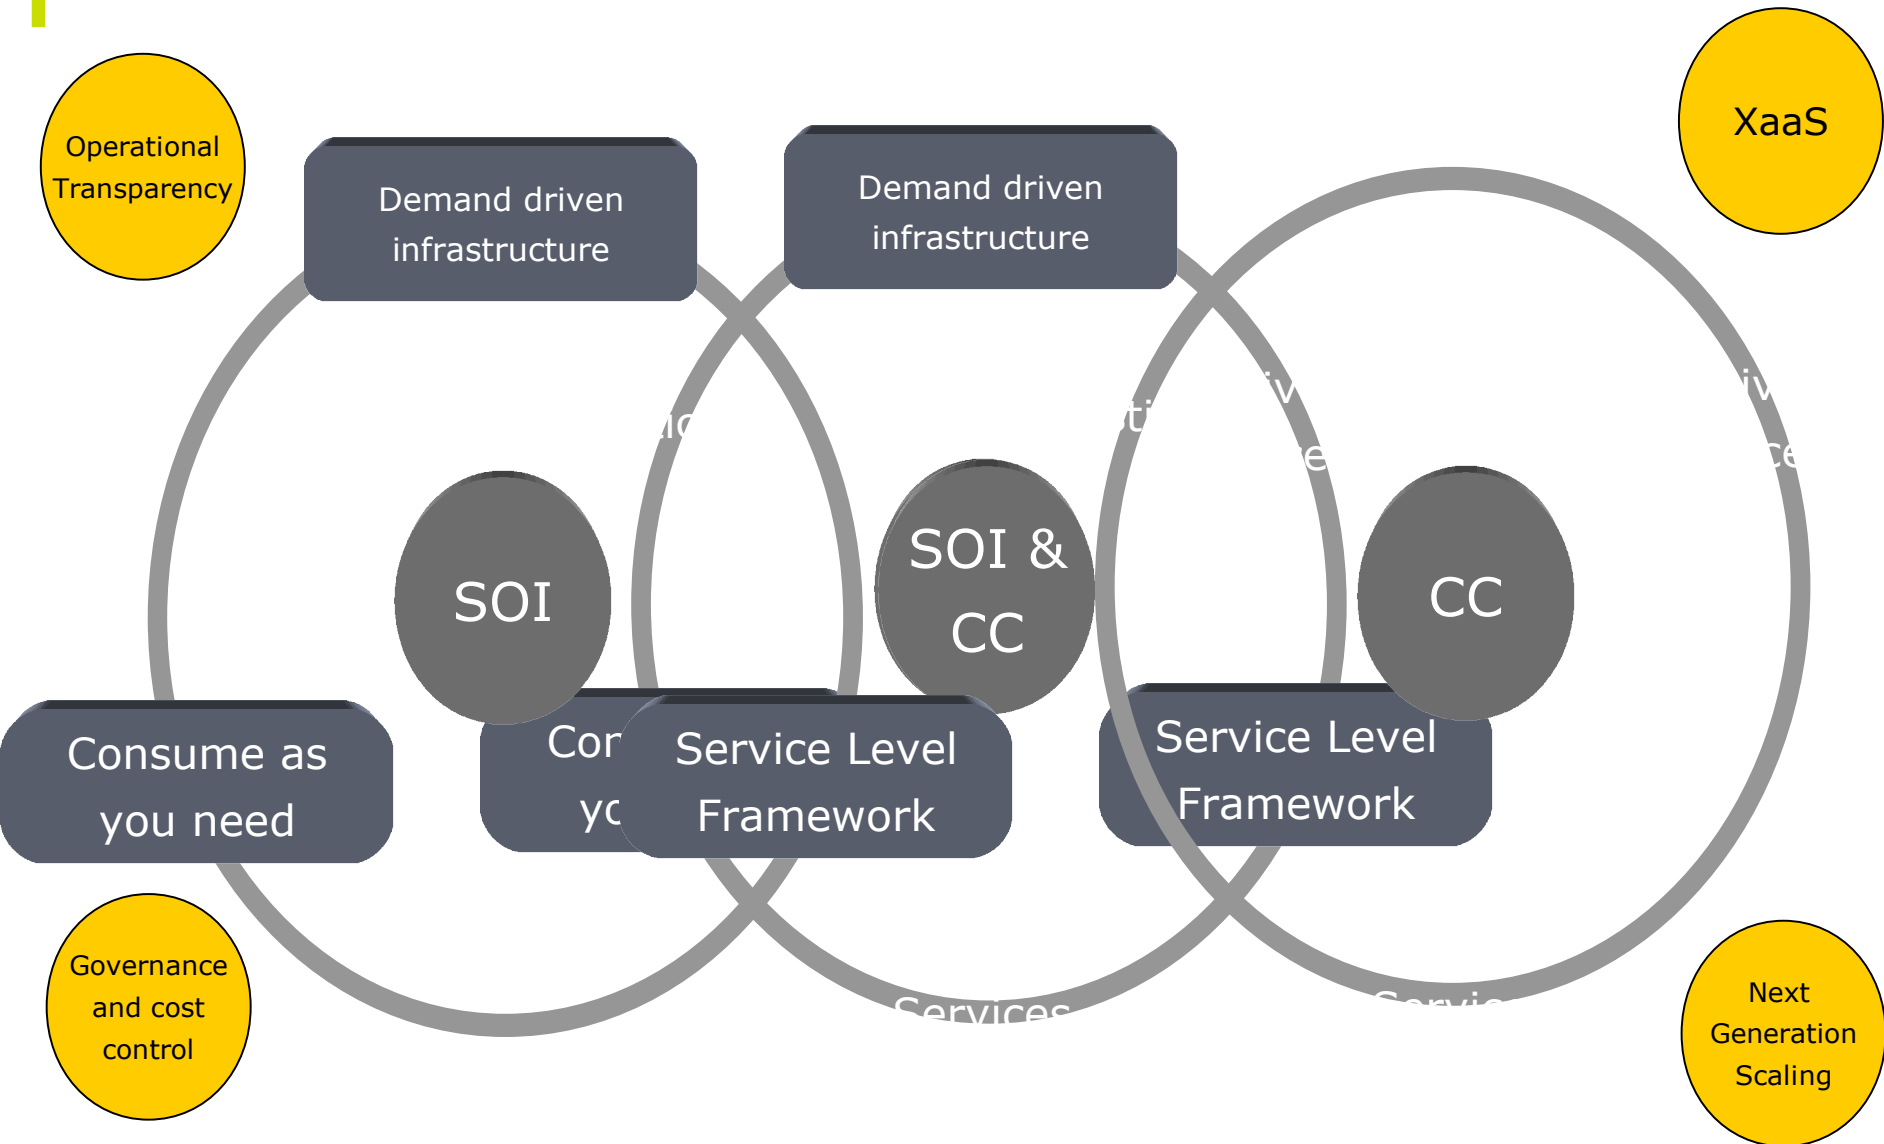 Operational
Transparency
XaaS
Demand driven
infrastructure
Demand driven
infrastructure
SOI
SOI &
CC
CC
Consume as
you need
Service Level
Framework
Service Level
Framework
Governance
and cost
control
Services
Next
Generation
Scaling